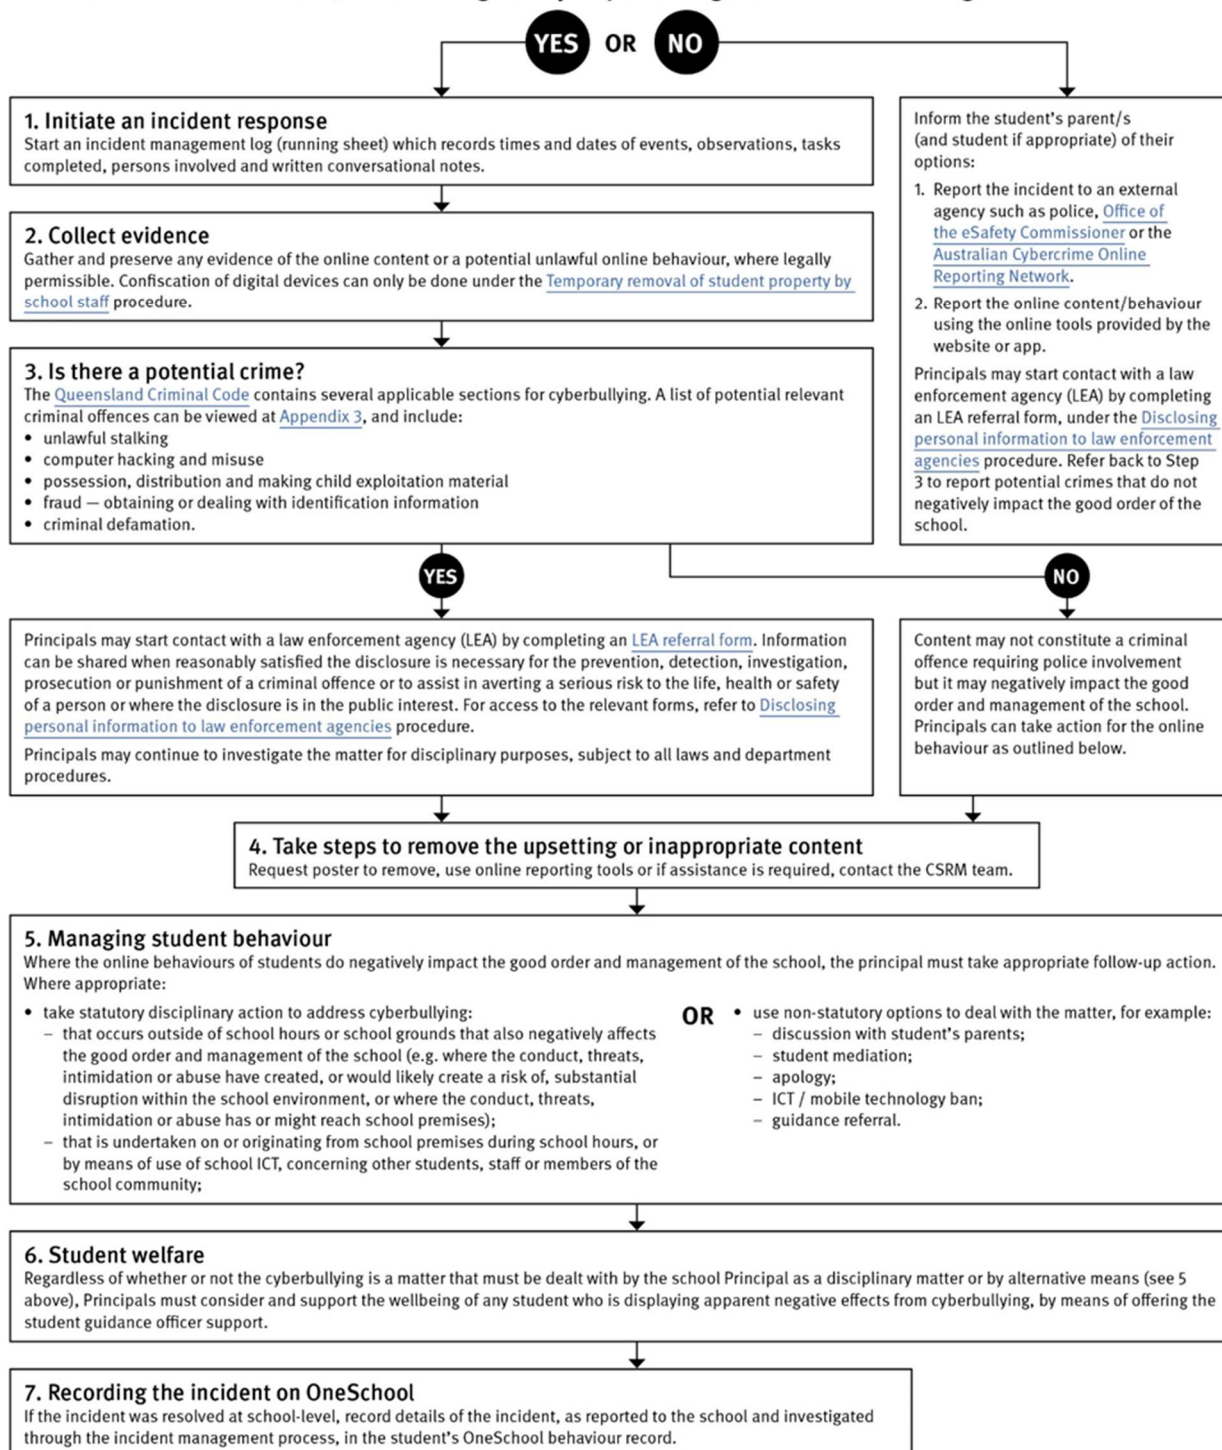 YES OR NO
1. Initiate an incident response
Start an incident management log (running sheet) which records times and dates of events, observations, tasks
completed, persons involved and written conversational notes.
2. Collect evidence
Gather and preserve any evidence of the online content or a potential unlawful online behaviour, where legally
permissible. Confiscation of digital devices can only be done under the Temporary removal of student property by
school staff procedure.
3. Is there a potential crime?
The Queensland Criminal Code contains several applicable sections for cyberbullying. A list of potential relevant
criminal offences can be viewed at Appendix 3, and include:
• unlawful stalking
• computer hacking and misuse
• possession, distribution and making child exploitation material
• fraud — obtaining or dealing with identification information
• criminal defamation.
Inform the student's parent/s
(and student if appropriate) of their
options:
1. Report the incident to an external
agency such as police, Office of
the eSafety Commissioner or the
Australian Cybercrime Online
Reporting Network.
2. Report the online content/behaviour
using the online tools provided by the
website or app.
Principals may start contact with a law
enforcement agency (LEA) by completing
an LEA referral form, under the Disclosing
personal information to law enforcement
agencies procedure. Refer back to Step
3 to report potential crimes that do not
negatively impact the good order of the
school.
YES
NO
Principals may start contact with a law enforcement agency (LEA) by completing an LEA referral form. Information
can be shared when reasonably satisfied the disclosure is necessary for the prevention, detection, investigation,
prosecution or punishment of a criminal offence or to assist in averting a serious risk to the life, health or safety
of a person or where the disclosure is in the public interest. For access to the relevant forms, refer to Disclosing
personal information to law enforcement agencies procedure.
Principals may continue to investigate the matter for disciplinary purposes, subject to all laws and department
procedures.
Content may not constitute a criminal
offence requiring police involvement
but it may negatively impact the good
order and management of the school.
Principals can take action for the online
behaviour as outlined below.
4. Take steps to remove the upsetting or inappropriate content
Request poster to remove, use online reporting tools or if assistance is required, contact the CSRM team.
5. Managing student behaviour
Where the online behaviours of students do negatively impact the good order and management of the school, the principal must take appropriate follow-up action.
Where appropriate:
• take statutory disciplinary action to address cyberbullying:
– that occurs outside of school hours or school grounds that also negatively affects
the good order and management of the school (e.g. where the conduct, threats,
intimidation or abuse have created, or would likely create a risk of, substantial
disruption within the school environment, or where the conduct, threats,
intimidation or abuse has or might reach school premises);
– that is undertaken on or originating from school premises during school hours, or
by means of use of school ICT, concerning other students, staff or members of the
school community;
OR
• use non-statutory options to deal with the matter, for example:
– discussion with student's parents;
– student mediation;
– apology;
– ICT / mobile technology ban;
– guidance referral.
6. Student welfare
Regardless of whether or not the cyberbullying is a matter that must be dealt with by the school Principal as a disciplinary matter or by alternative means (see 5
above), Principals must consider and support the wellbeing of any student who is displaying apparent negative effects from cyberbullying, by means of offering the
student guidance officer support.
7. Recording the incident on OneSchool
If the incident was resolved at school-level, record details of the incident, as reported to the school and investigated
through the incident management process, in the student's OneSchool behaviour record.